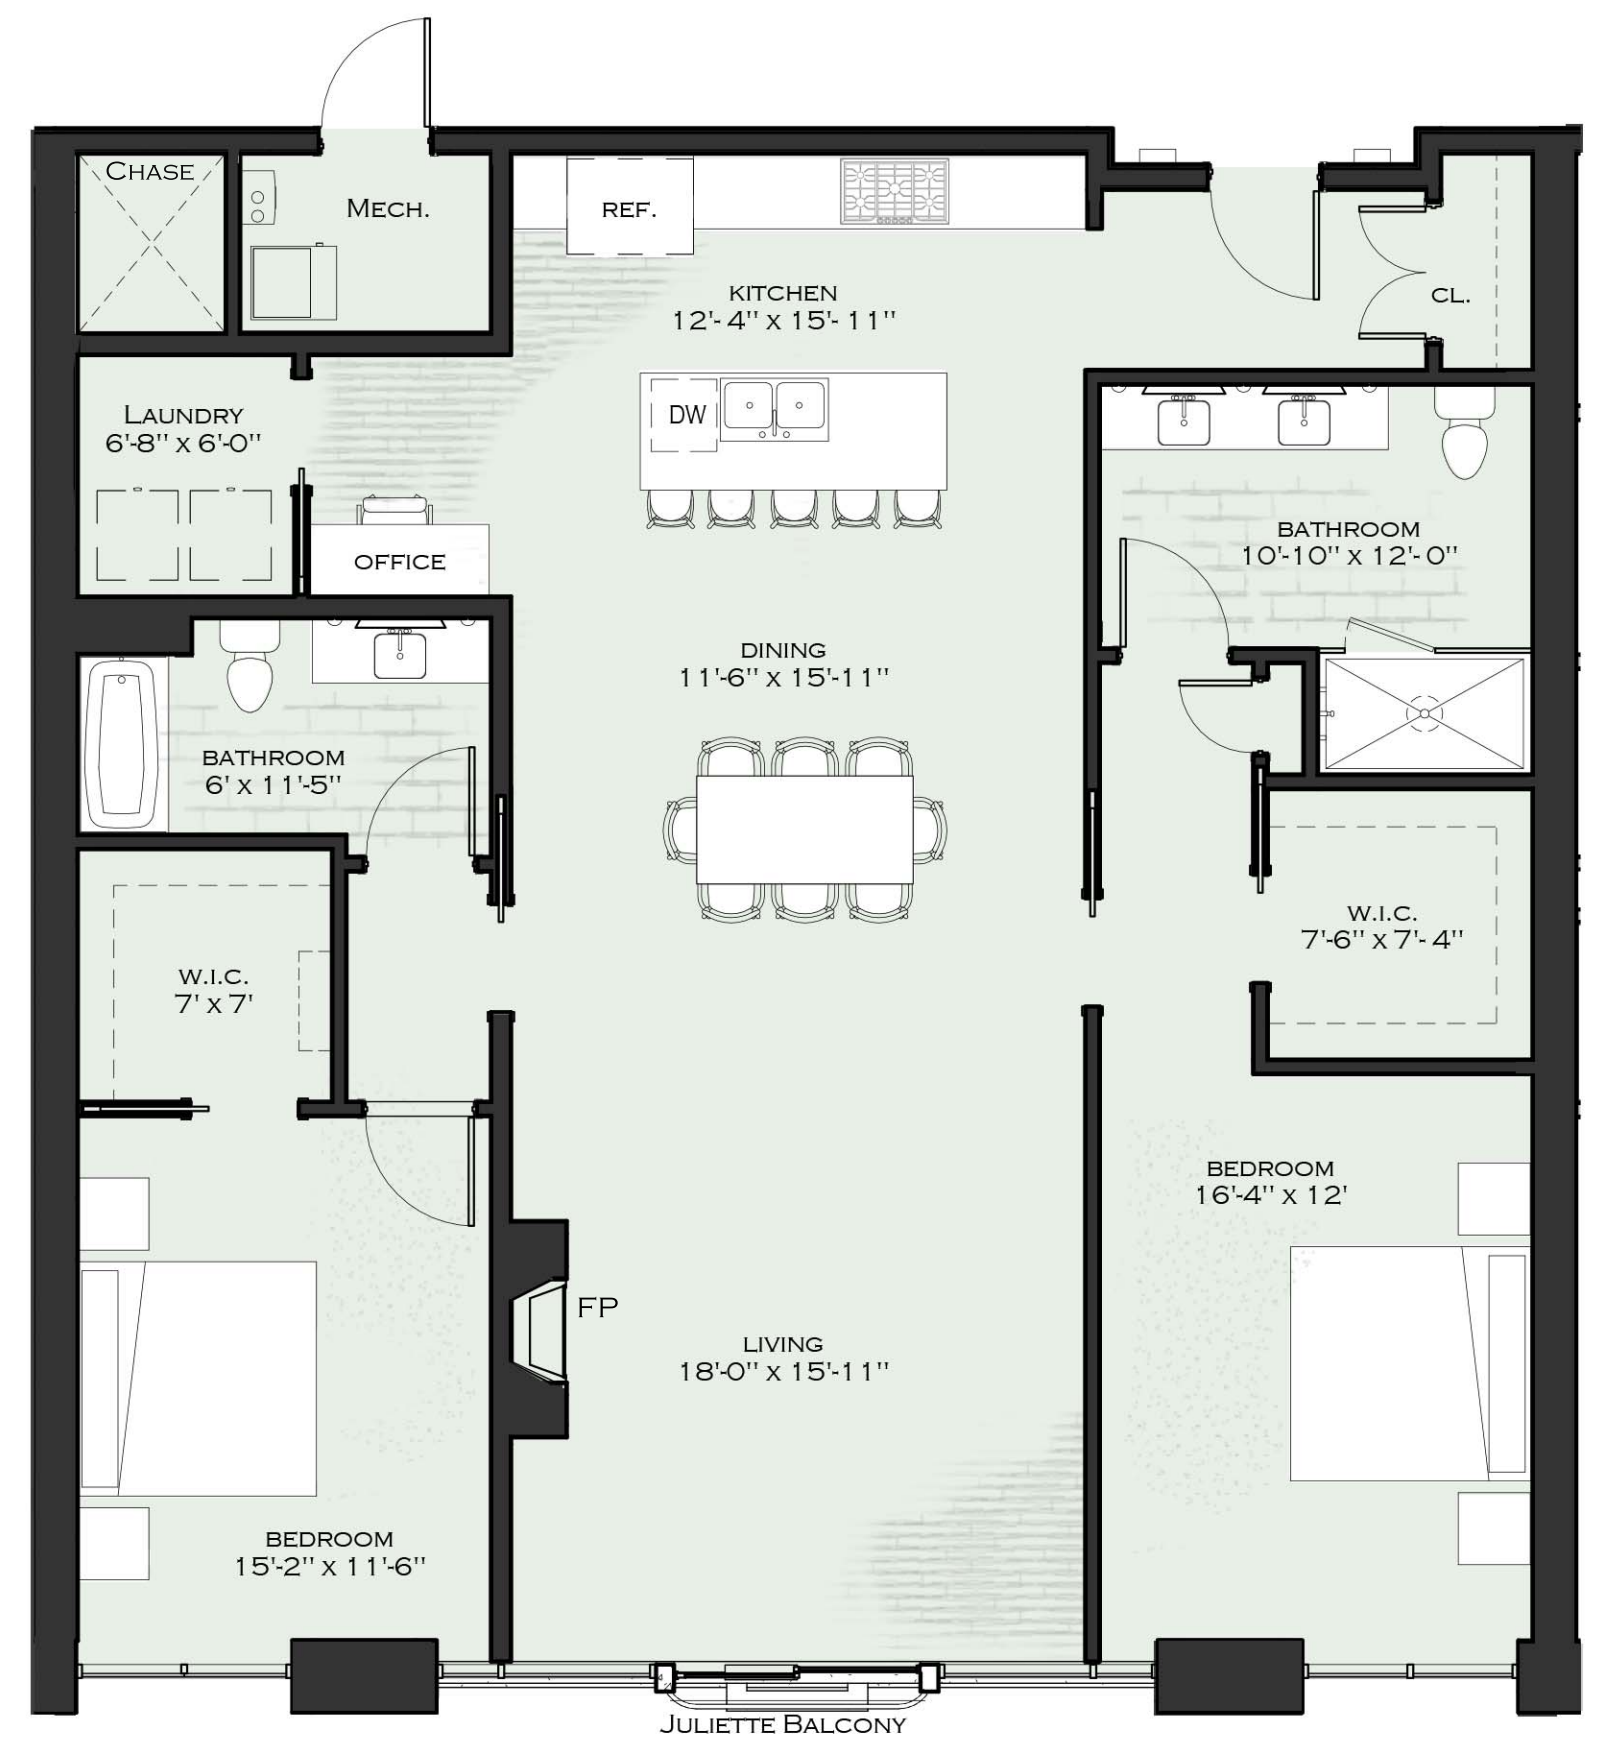 CHASE
MECH.
REF.
KITCHEN
12'- 4" X 15'- 11"
CL.
LAUNDRY
6'-8" X 6'-0"
DW
OFFICE
BATHROOM
10'-10" X 12'- 0"
DINING
11'-6" X 15'-11"
BATHROOM
6' X 11'-5"
W.I.C.
7'-6" X 7'- 4"
W.I.C.
7' X 7'
BEDROOM
16'-4" X 12'
FP
LIVING
18'-0" X 15'-11"
BEDROOM
15'-2" X 11'-6"
JULIETTE BALCONY